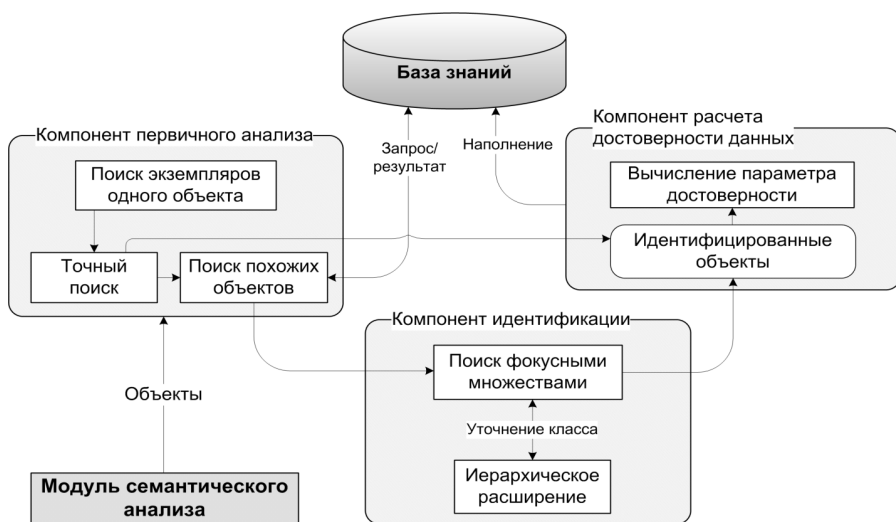 База знаний
Компонент первичного анализа
Поиск экземпляров
одного объекта
Точный
поиск
Поиск похожих
объектов
Запрос/
результат
Наполнение
Компонент расчета
достоверности данных
Вычисление параметра
достоверности
Идентифицированные
объекты
Компонент идентификации
Поиск фокусными
множествами
Уточнение класса
Иерархическое
расширение
Объекты
Модуль семантического
анализа